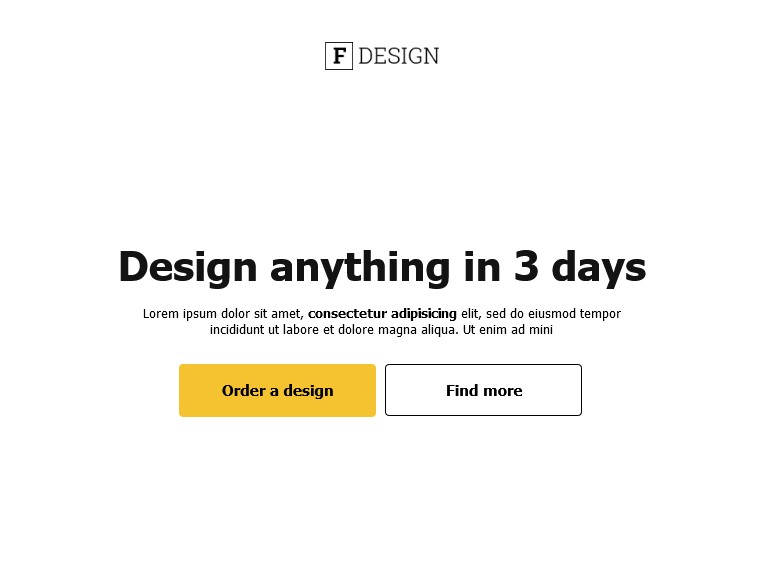 F DESIGN
Design anything in 3 days
Lorem ipsum dolor sit amet, consectetur adipisicing elit, sed do eiusmod tempor
incididunt ut labore et dolore magna aliqua. Ut enim ad mini
Order a design
Find more